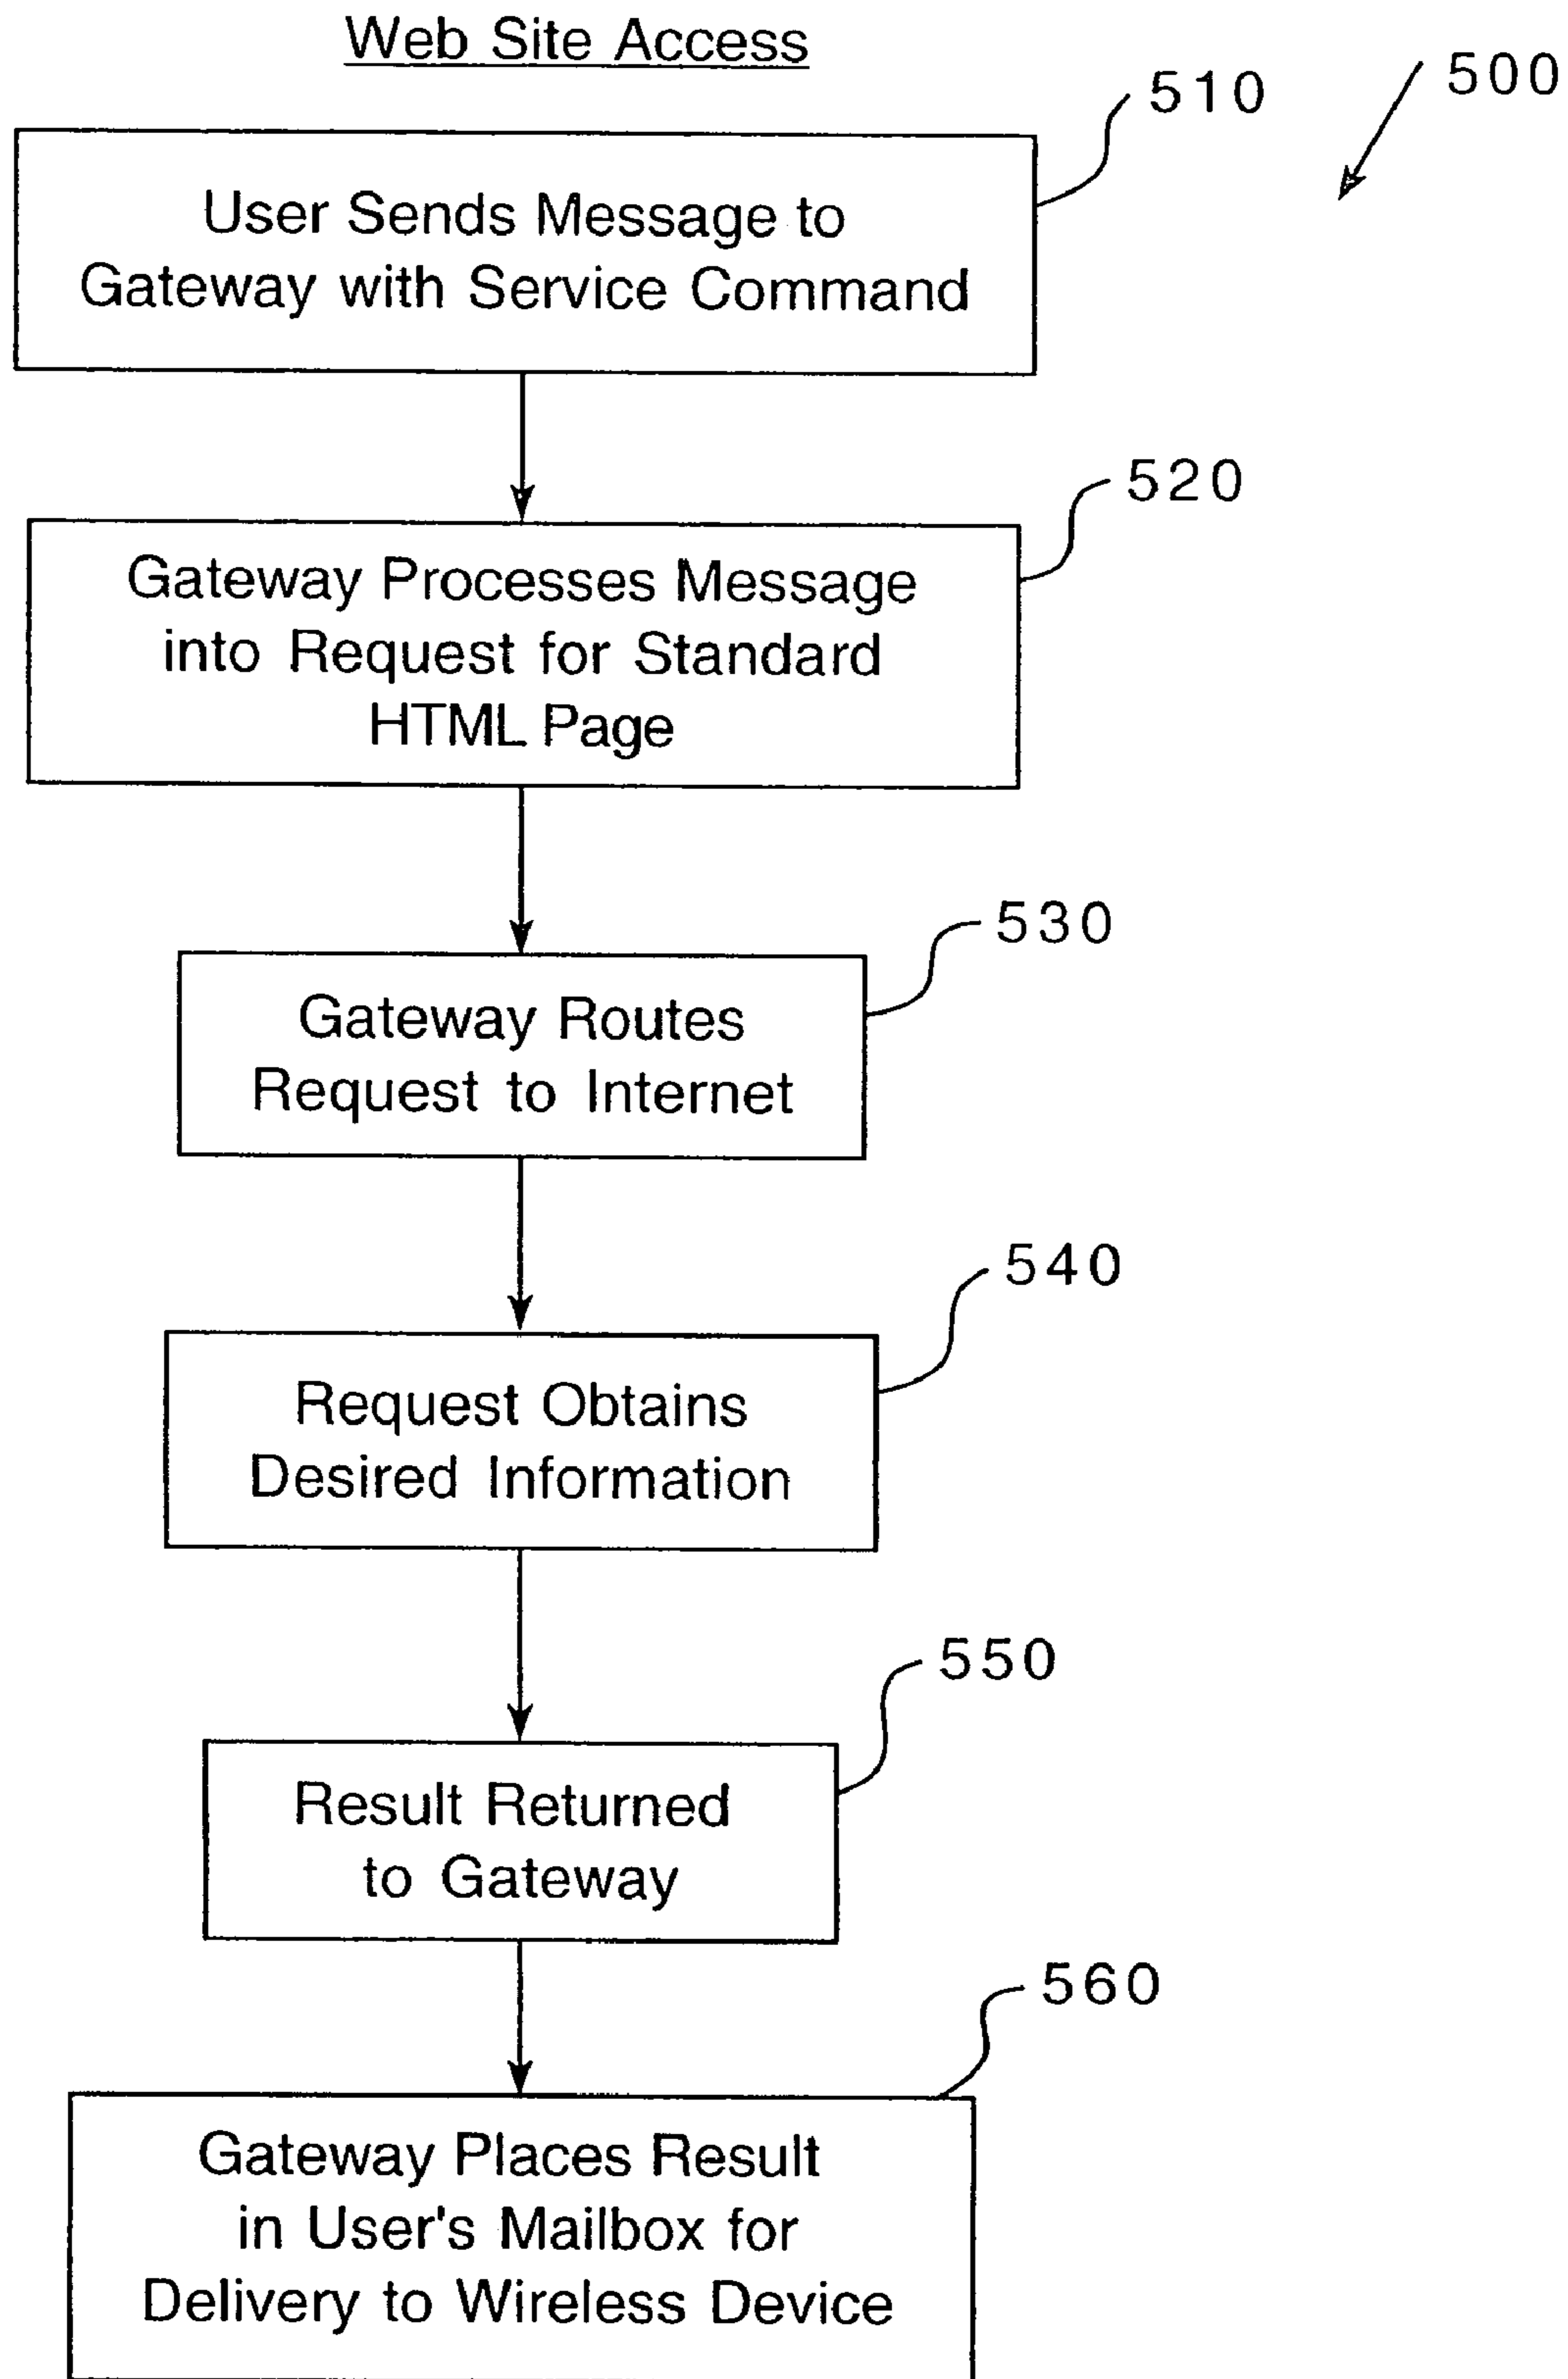 Web Site Access
500
510
User Sends Message to
Gateway with Service Command
520
Gateway Processes Message
into Request for Standard
HTML Page
530
Gateway Routes
Request to Internet
540
Request Obtains
Desired Information
550
Result Returned
to Gateway
560
Gateway Places Result
in User's Mailbox for
Delivery to Wireless Device